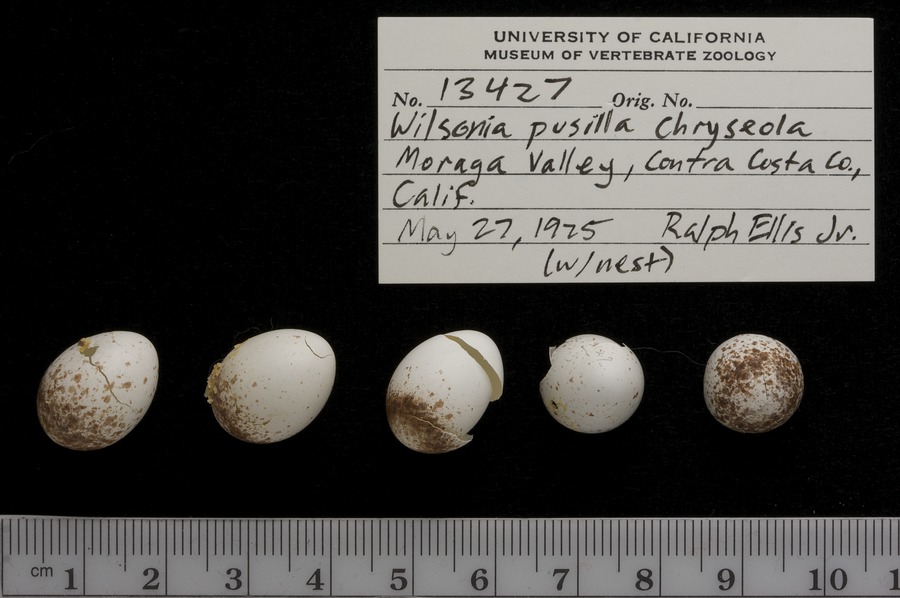 UNIVERSITY OF CALIFORNIA
MUSEUM OF VERTEBRATE ZOOLOGY
No. 13427 Orig. No.
Wilsonia pusilla chryseola
Moraga Valley, Contra Costa Co.,
Calif.
May 27, 1925 Ralph Ellis Jr.
(w/nest)
cm 1 2 3 4 5 6 7 8 9 10 1